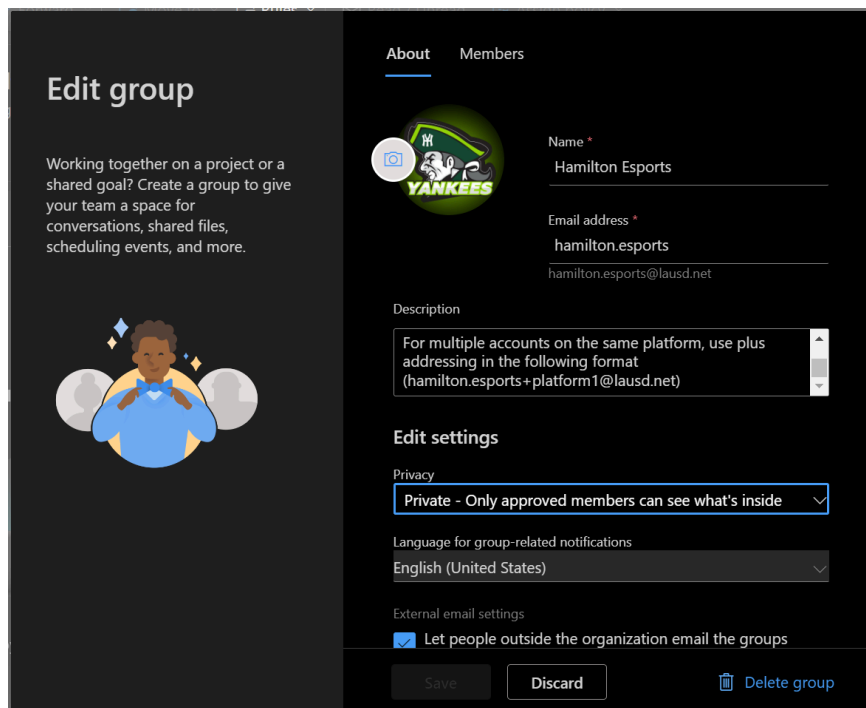 Edit group
Working together on a project or a
shared goal? Create a group to give
your team a space for
conversations, shared files,
scheduling events, and more.
About Members
YANKEES
Name *
Hamilton Esports
Email address *
hamilton.esports
hamilton.esports@lausd.net
Description
For multiple accounts on the same platform, use plus
addressing in the following format
(hamilton.esports+platform1@lausd.net)
Edit settings
Privacy
Private - Only approved members can see what's inside
Language for group-related notifications
English (United States)
External email settings
Let people outside the organization email the groups
Save Discard Delete group